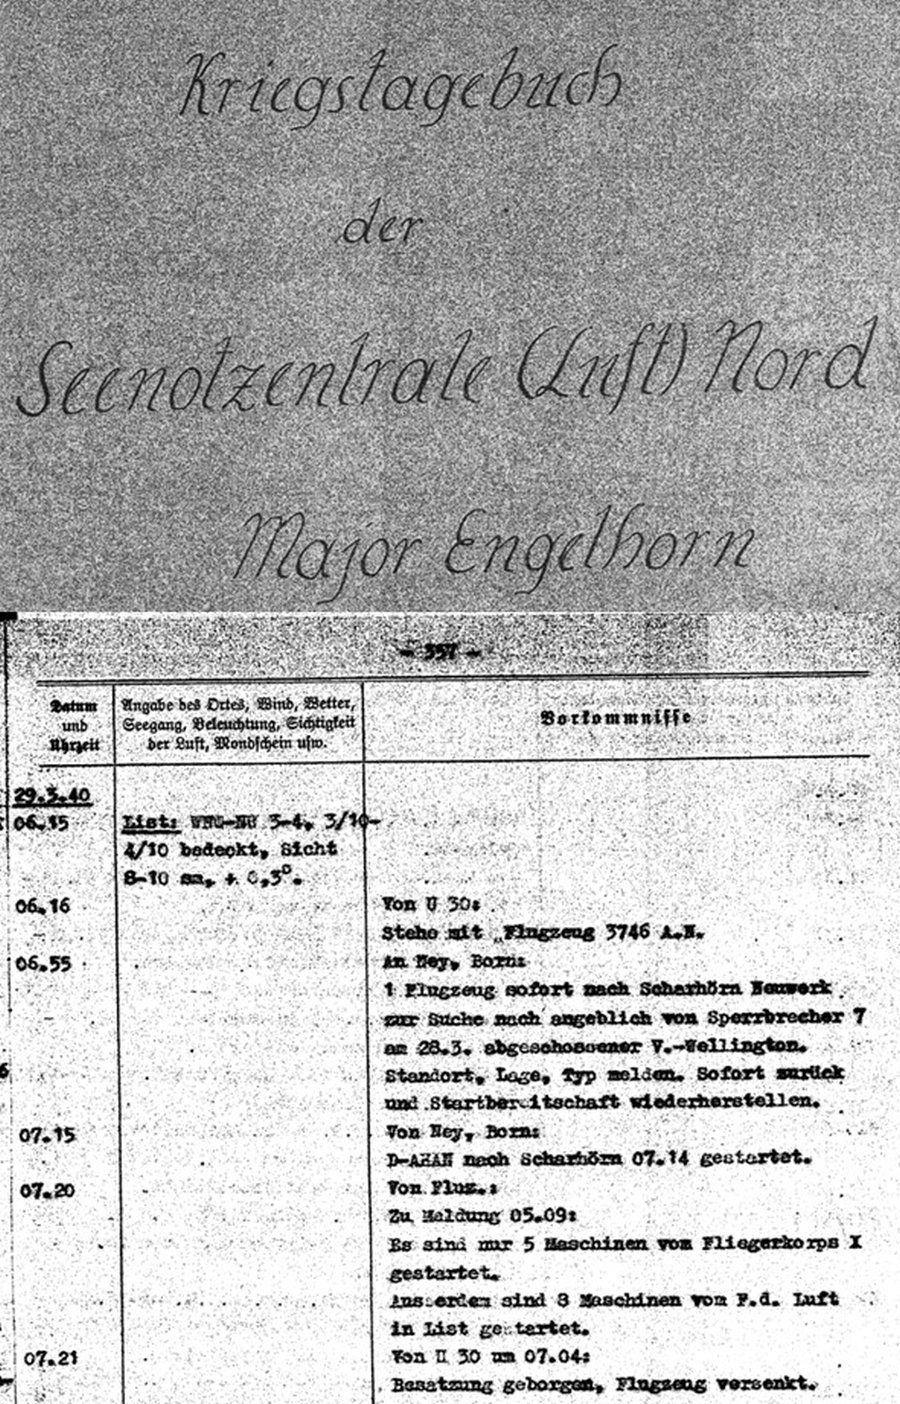 Kriegstagebuch
der
Seenotzentrale (Luft) Nord
Major Engelhorn
- 357 -
Datum
und
Uhrzeit
Angabe des Ortes, Wind, Wetter,
Seegang, Beleuchtung, Sichtigkeit
der Luft, Mondschein usw.
Vorkommnisse
29.3.40
06.15
List: 3-4, 3/10-
4/10 bedeckt, Sicht
8-10 sm, + 0,3°.
06.16
Von U 30:
Stehe mit Flugzeug 3746 A.N.
06.55
An Ney, Born:
1 Flugzeug sofort nach Scharhörn Neuwerk
zur Suche nach angeblich von Sperrbrecher 7
am 28.3. abgeschossener V.-Wellington.
Standort, Lage, Typ melden. Sofort zurück
und Startbereitschaft wiederherstellen.
07.15
Von Ney, Born:
nach Scharhörn 07.14 gestartet.
07.20
Von Fluz.:
Zu Meldung 05.09:
Es sind nur 5 Maschinen vom Fliegerkorps X
gestartet.
Ausserdem sind 8 Maschinen vom F.d. Luft
in List gestartet.
07.21
Von U 30 um 07.04:
Besatzung geborgen, Flugzeug versenkt.